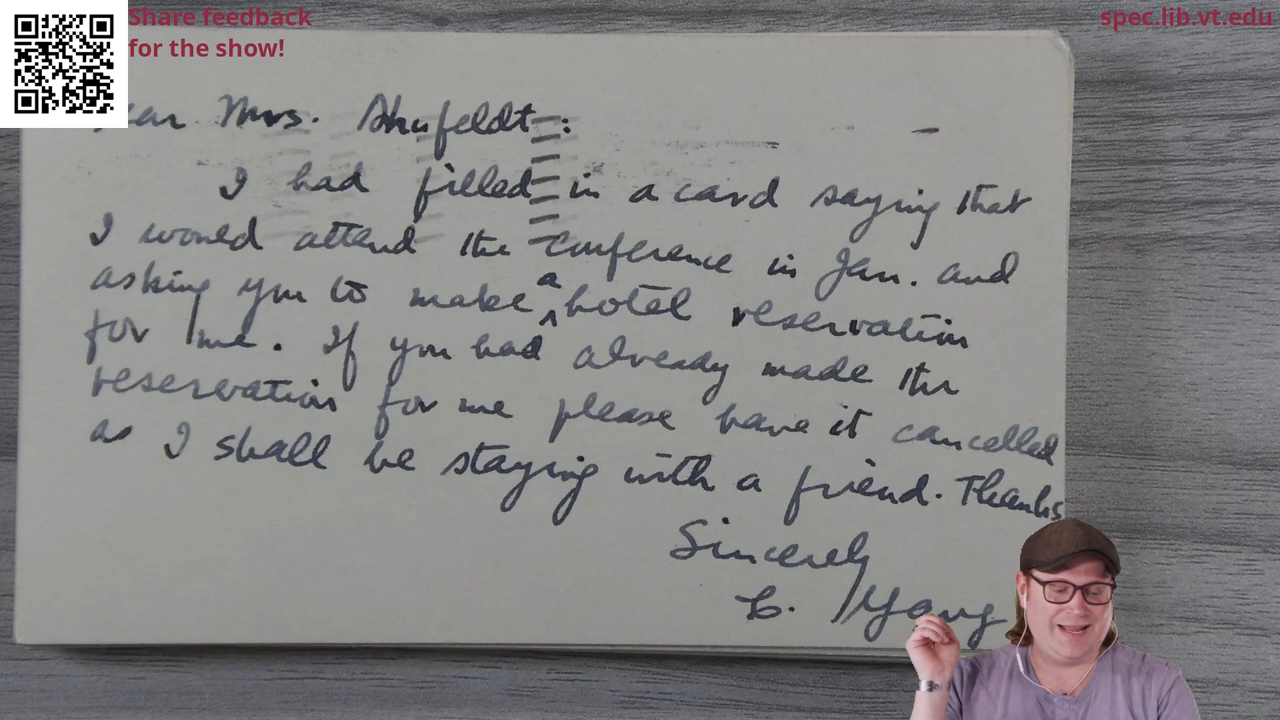 Share feedback
for the show!
spec.lib.vt.edu
ear Mrs. Shufeldt :
I had filled in a card saying that
I would attend the conference in Jan. and
asking you to make a hotel reservation
for me. If you had already made the
reservation for me please have it cancelled
as I shall be staying with a friend. Thanks
Sincerely
C. Yang